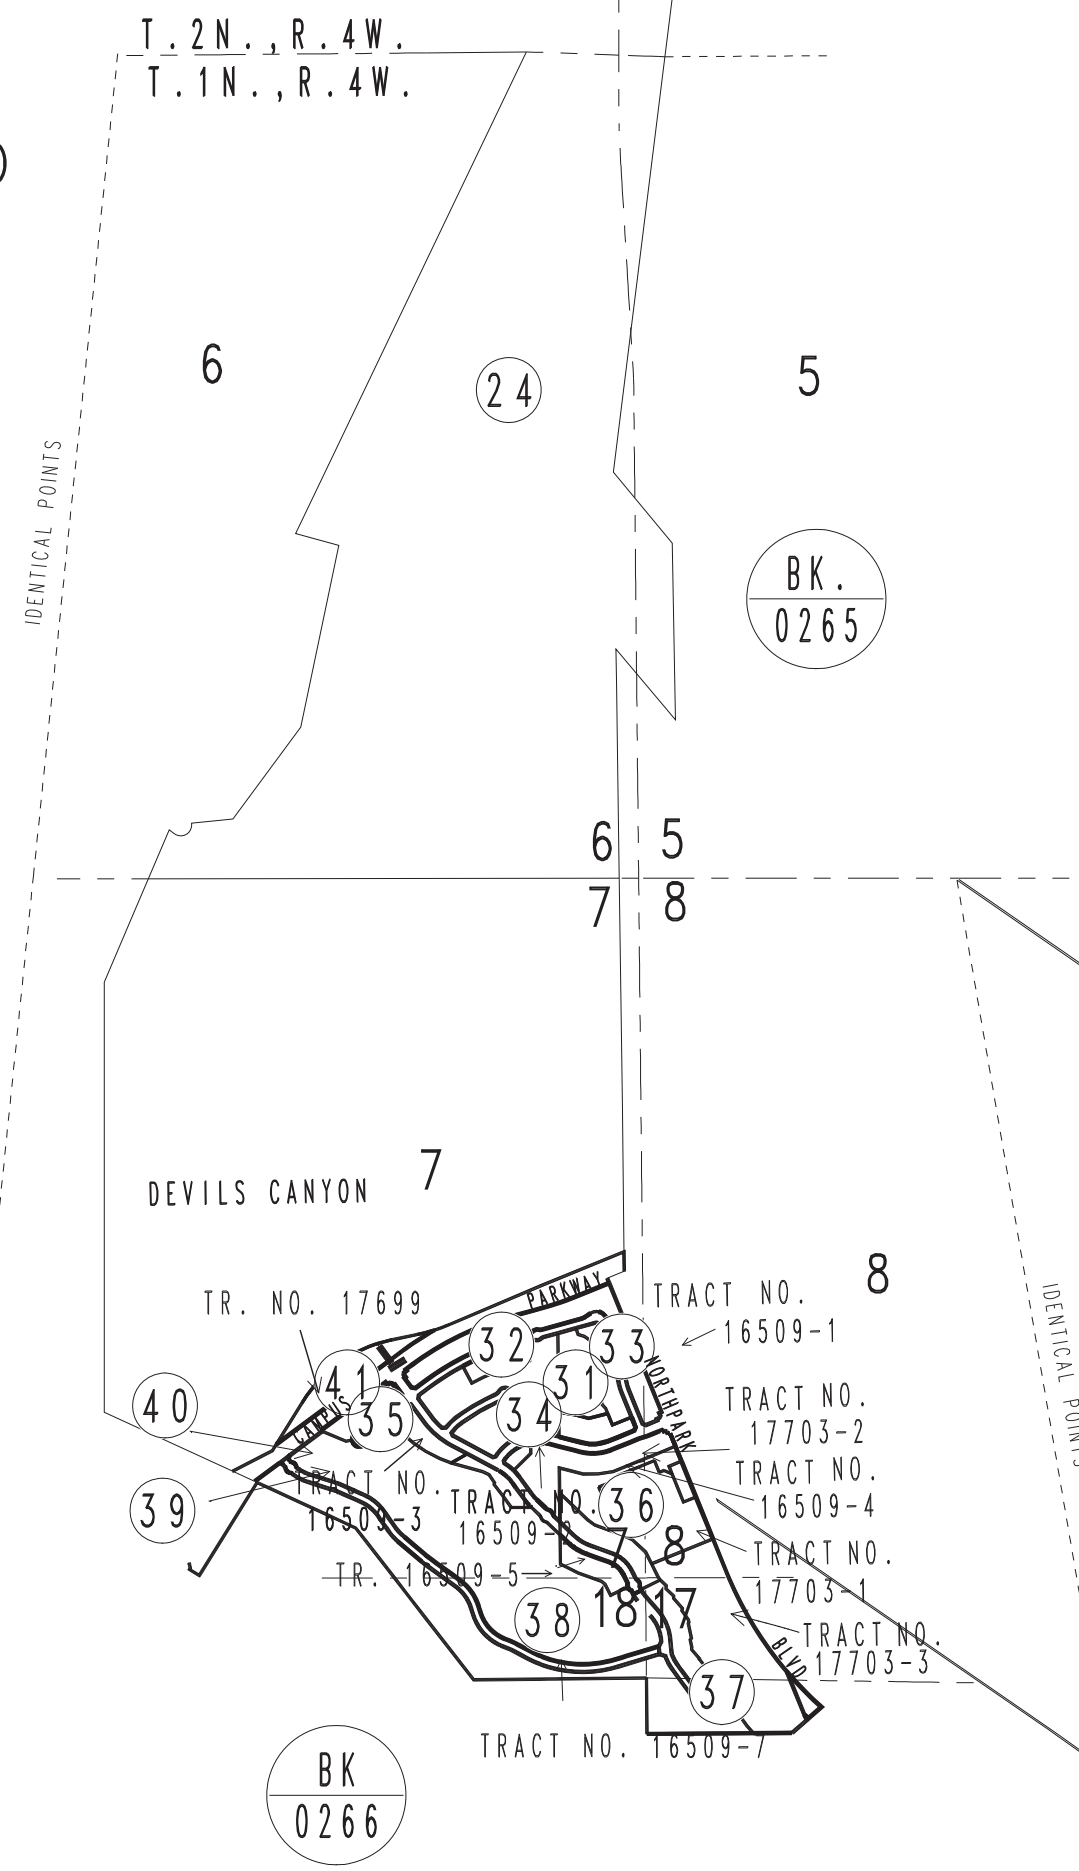 T.2N.,R.4W.
T.1N.,R.4W.
6
24
5
IDENTICAL POINTS
BK.
0265
6 5
7 8
7
DEVILS CANYON
8
IDENTICAL POINTS
TR. NO. 17699
PARKWAY
TRACT NO.
16509-1
32
33
41
31
NORTHPARK
40
35
34
CAMPUS
TRACT NO.
17703-2
TRACT NO.
16509-3
TRACT NO.
16509-4
39
TRACT NO.
16509-2
36
7 8
TRACT NO.
17703-1
TR. 16509-5
38
18 17
TRACT NO.
17703-3
BLVD
37
TRACT NO. 16509-7
BK
0266